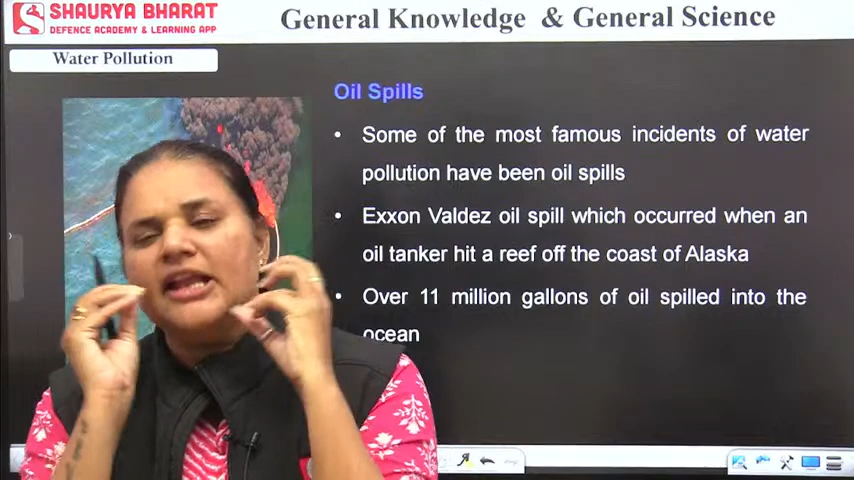 SHAURYA BHARAT
DEFENCE ACADEMY & LEARNING APP
General Knowledge & General Science
Water Pollution
Oil Spills
• Some of the most famous incidents of water
pollution have been oil spills
• Exxon Valdez oil spill which occurred when an
oil tanker hit a reef off the coast of Alaska
• Over 11 million gallons of oil spilled into the
ocean